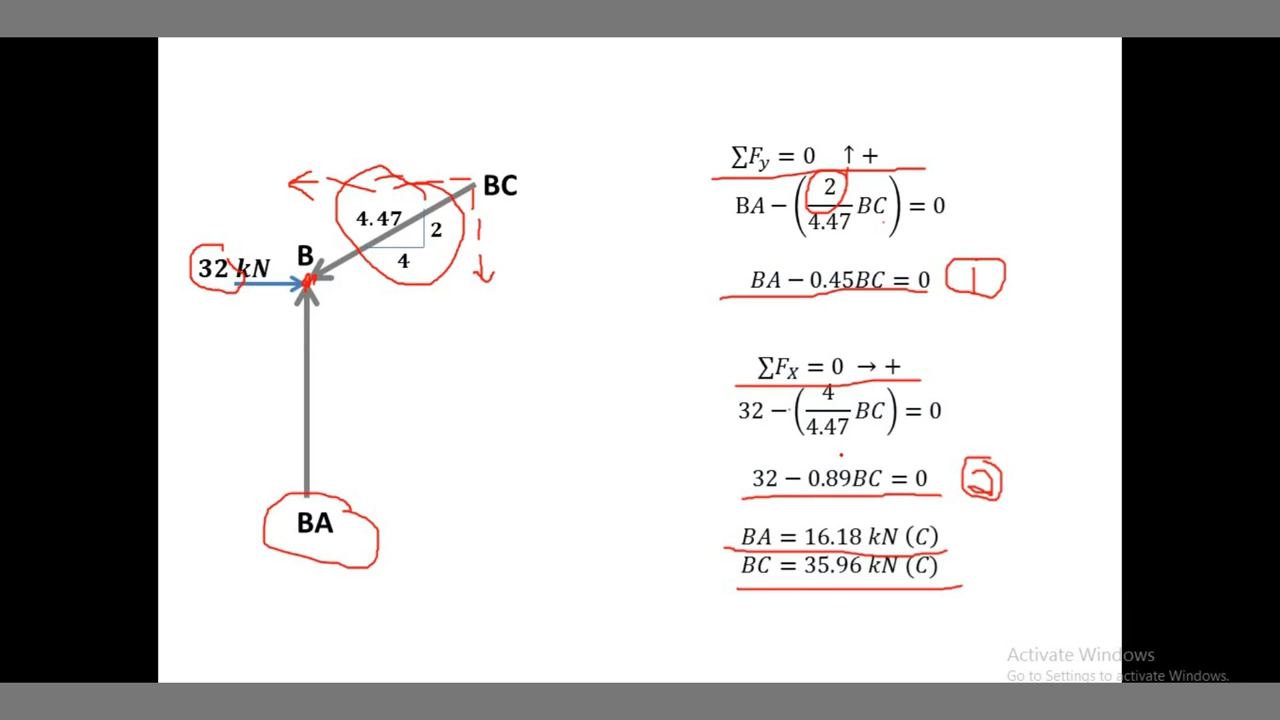 BC
4.47
2
4
B
32 kN
BA
∑F_y = 0 ↑ +
BA − (2/4.47 BC) = 0
BA − 0.45BC = 0 1
∑F_X = 0 → +
32 − (4/4.47 BC) = 0
32 − 0.89BC = 0 2
BA = 16.18 kN (C)
BC = 35.96 kN (C)
Activate Windows
Go to Settings to activate Windows.